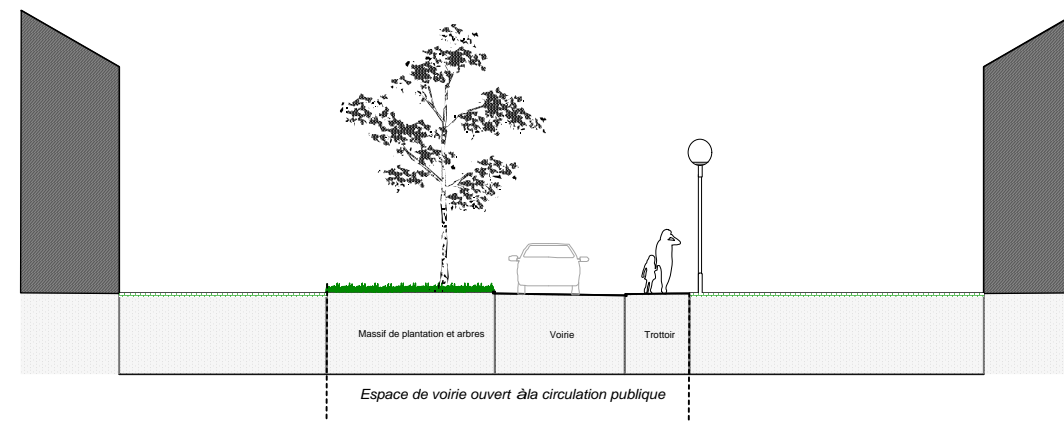 Massif de plantation et arbres
Voirie
Trottoir
Espace de voirie ouvert àla circulation publique